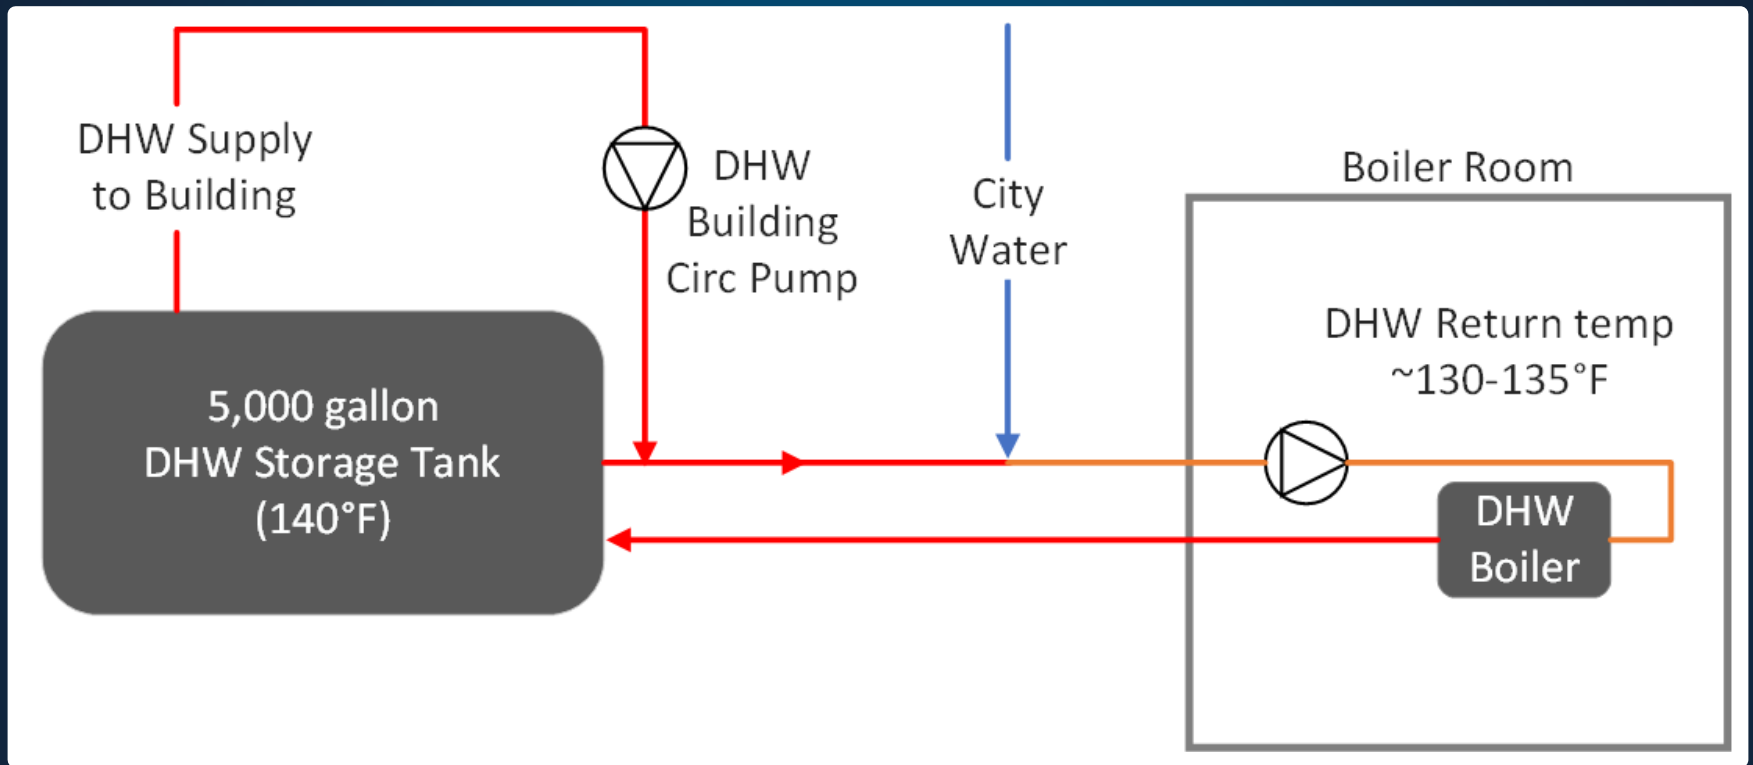 DHW Supply
to Building
DHW
Building
Circ Pump
City
Water
Boiler Room
DHW Return temp
~130-135°F
5,000 gallon
DHW Storage Tank
(140°F)
DHW
Boiler